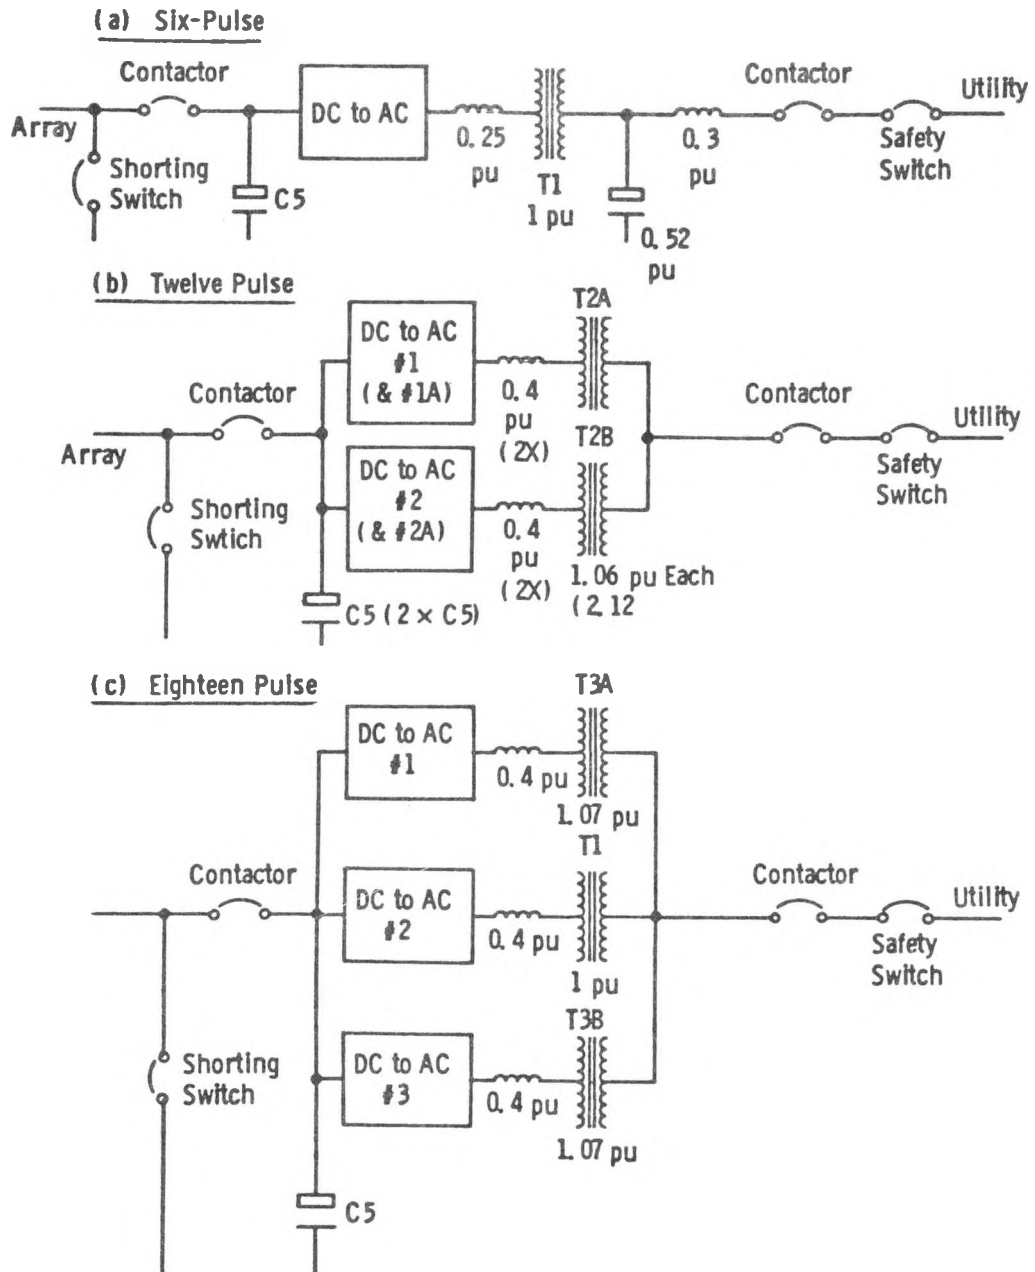 (a) Six-Pulse
Contactor
Array
Shorting
Switch
C5
DC to AC
0.25
pu
T1
1 pu
0.52
pu
0.3
pu
Contactor
Safety
Switch
Utility
(b) Twelve Pulse
Array
Shorting
Swtich
Contactor
DC to AC
#1
(& #1A)
DC to AC
#2
(& #2A)
C5 (2 × C5)
0.4
pu
(2X)
0.4
pu
(2X)
T2A
T2B
1.06 pu Each
(2.12
Contactor
Safety
Switch
Utility
(c) Eighteen Pulse
Shorting
Switch
Contactor
DC to AC
#1
0.4 pu
T3A
1.07 pu
DC to AC
#2
0.4 pu
T1
1 pu
DC to AC
#3
0.4 pu
T3B
1.07 pu
C5
Contactor
Safety
Switch
Utility